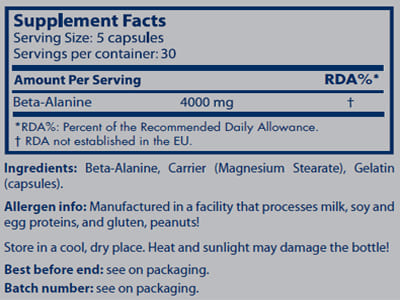 Supplement Facts
Serving Size: 5 capsules
Servings per container: 30
Amount Per Serving RDA%*
Beta-Alanine 4000 mg †
*RDA%: Percent of the Recommended Daily Allowance.
† RDA not established in the EU.
Ingredients: Beta-Alanine, Carrier (Magnesium Stearate), Gelatin
(capsules).
Allergen info: Manufactured in a facility that processes milk, soy and
egg proteins, and gluten, peanuts!
Store in a cool, dry place. Heat and sunlight may damage the bottle!
Best before end: see on packaging.
Batch number: see on packaging.